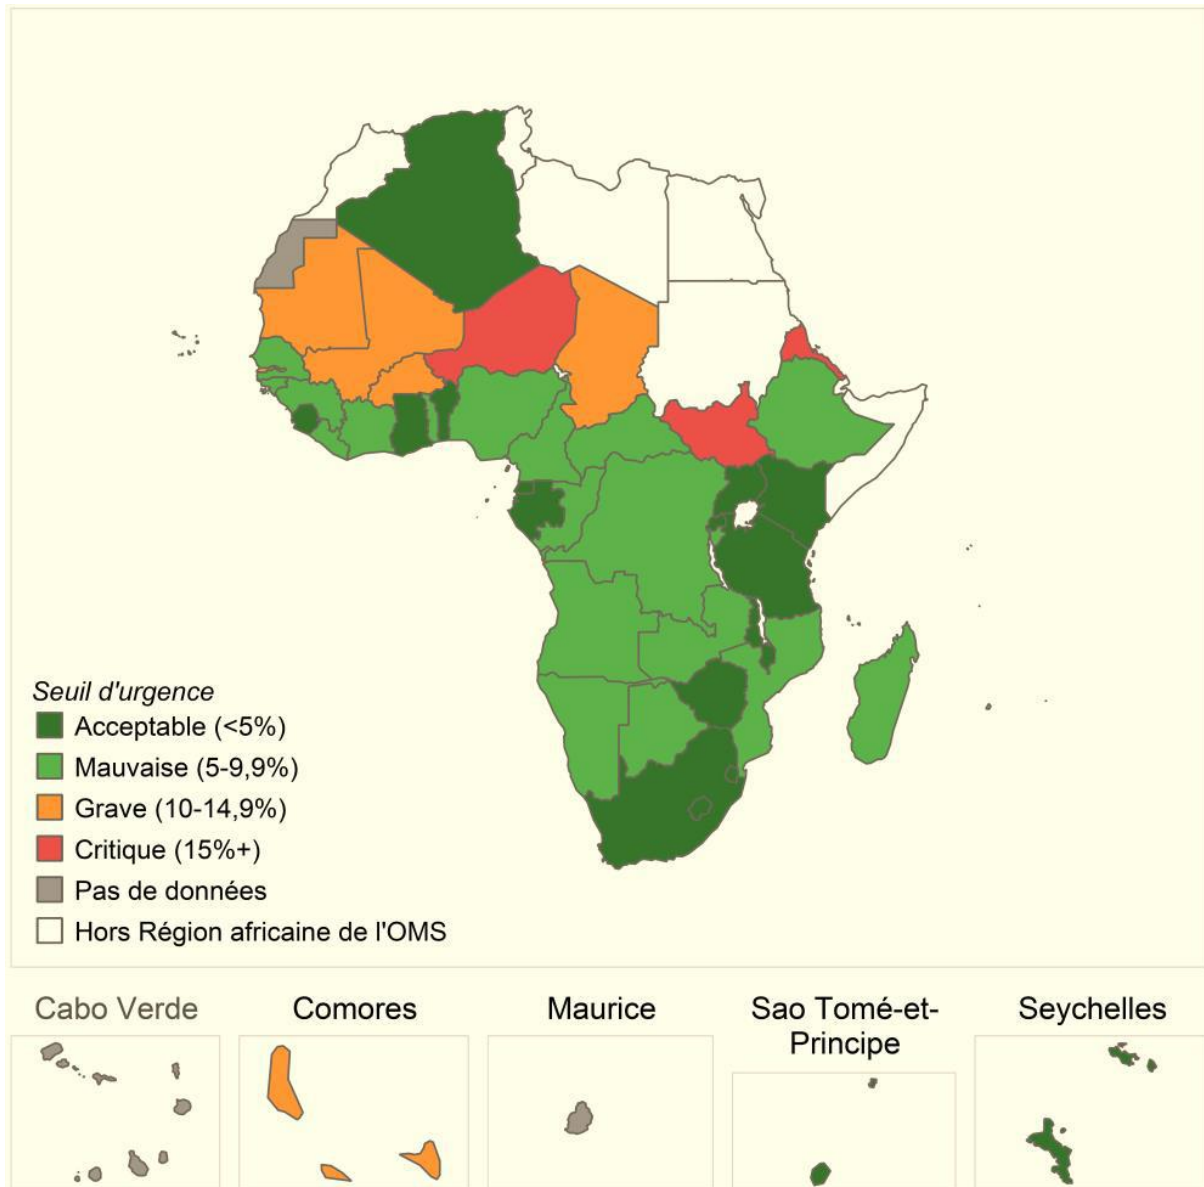 Seuil d'urgence
Acceptable (<5%)
Mauvaise (5-9,9%)
Grave (10-14,9%)
Critique (15%+)
Pas de données
Hors Région africaine de l'OMS
Cabo Verde
Comores
Maurice
Sao Tomé-et-
Principe
Seychelles